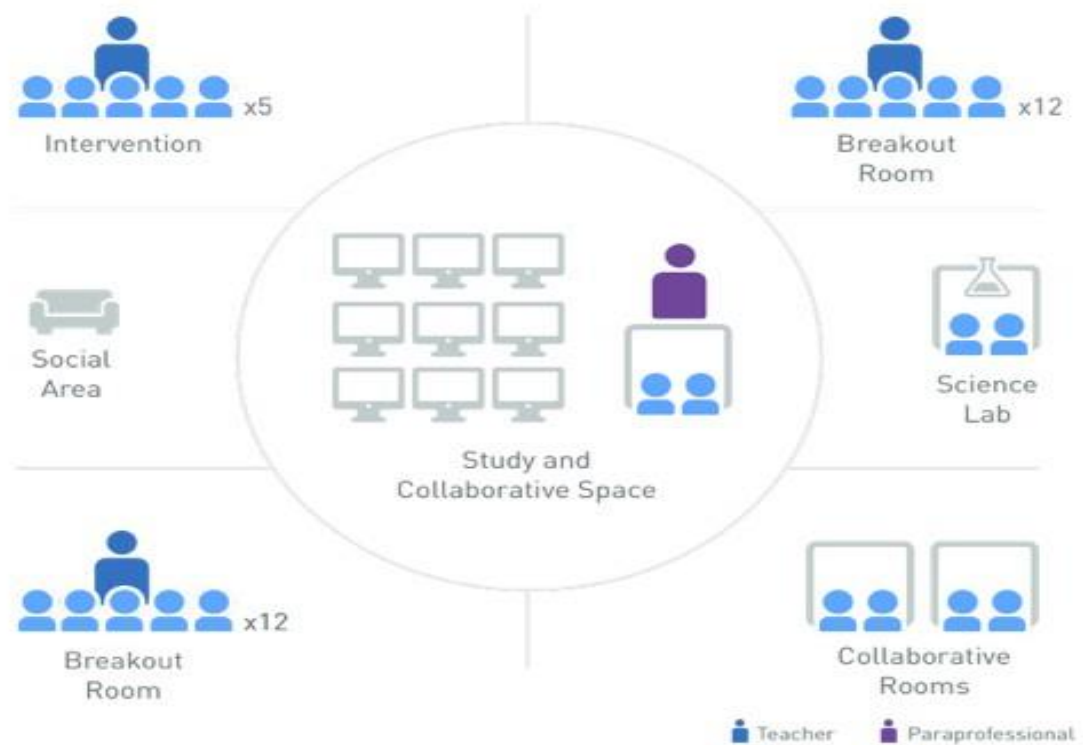 x5
Intervention
x12
Breakout
Room
Social
Area
Science
Lab
Study and
Collaborative Space
x12
Breakout
Room
Collaborative
Rooms
Teacher
Paraprofessional